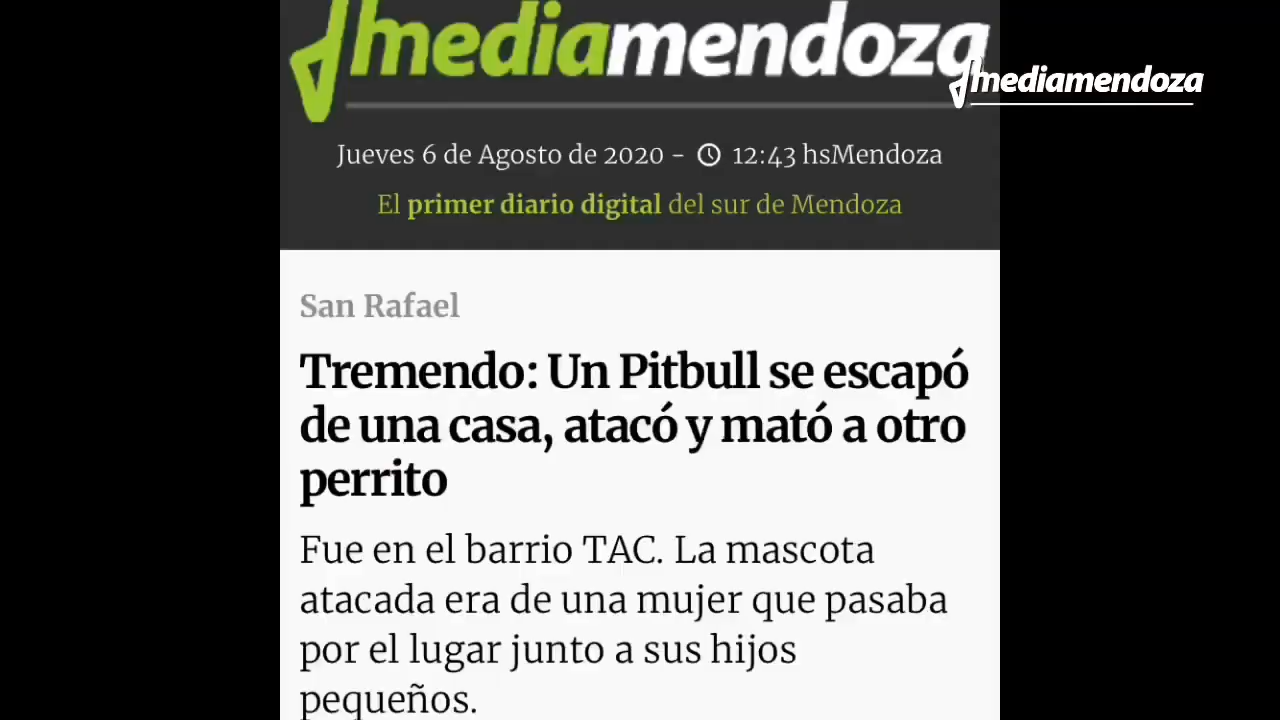 mediamendoza
mediamendoza
Jueves 6 de Agosto de 2020 - 12:43 hsMendoza
El primer diario digital del sur de Mendoza
San Rafael
Tremendo: Un Pitbull se escapó
de una casa, atacó y mató a otro
perrito
Fue en el barrio TAC. La mascota
atacada era de una mujer que pasaba
por el lugar junto a sus hijos
pequeños.